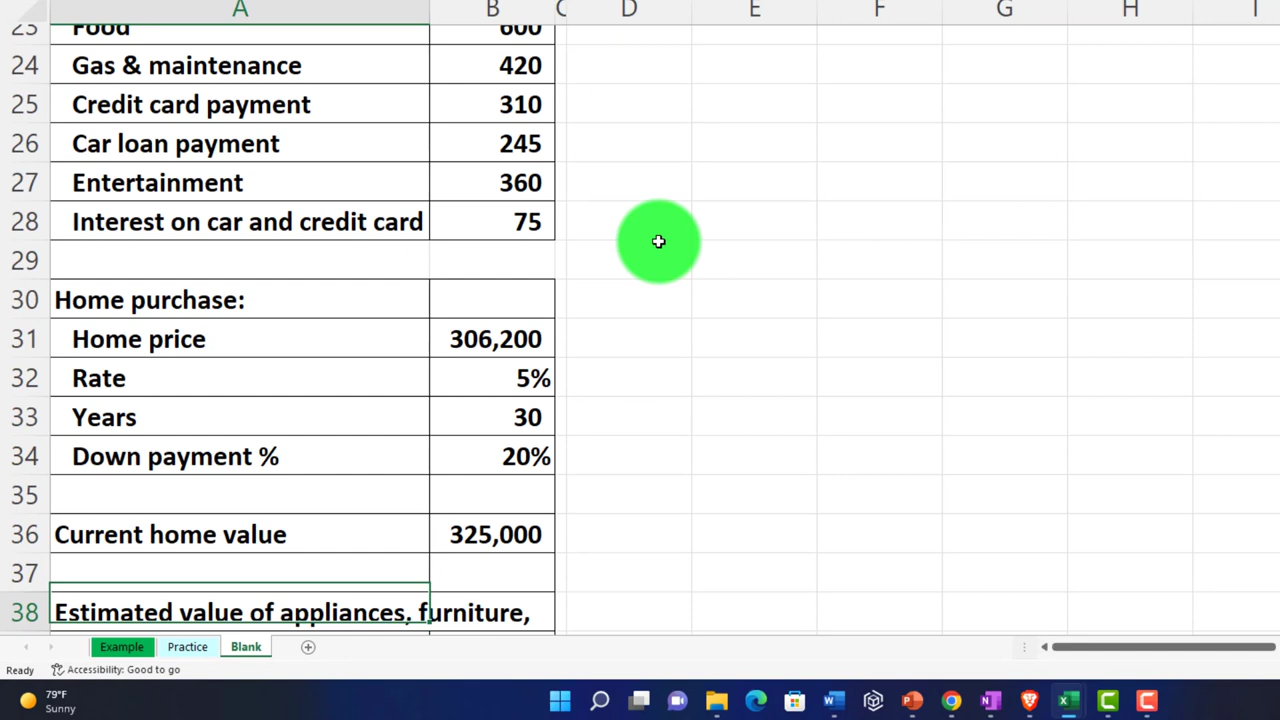 A B C D E F G H I
23 Food 600
24 Gas & maintenance 420
25 Credit card payment 310
26 Car loan payment 245
27 Entertainment 360
28 Interest on car and credit card 75
29
30 Home purchase:
31 Home price 306,200
32 Rate 5%
33 Years 30
34 Down payment % 20%
35
36 Current home value 325,000
37
38 Estimated value of appliances, furniture,
Example Practice Blank
Ready Accessibility: Good to go
79°F
Sunny